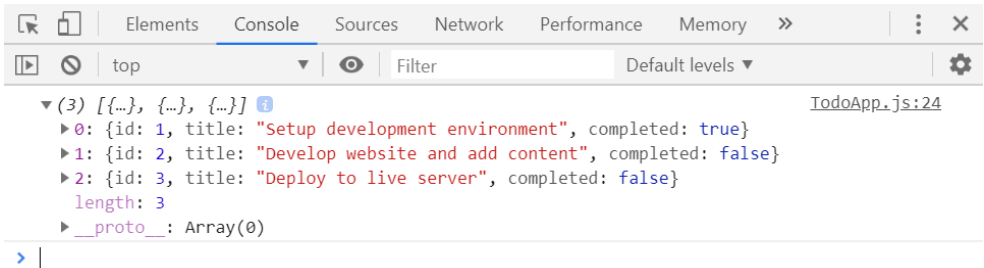 Elements Console Sources Network Performance Memory »
top ▼ Filter Default levels ▼
▼(3) [{…}, {…}, {…}] i TodoApp.js:24
▶0: {id: 1, title: "Setup development environment", completed: true}
▶1: {id: 2, title: "Develop website and add content", completed: false}
▶2: {id: 3, title: "Deploy to live server", completed: false}
length: 3
▶__proto__: Array(0)
>